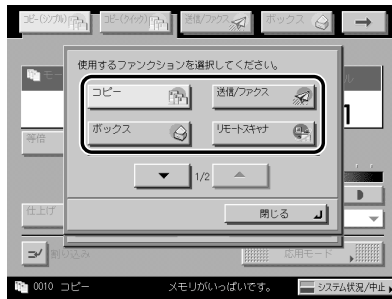 コピー(シンプル)
コピー(クイック)
送信/ファクス
ボックス
使用するファンクションを選択してください。
コピー
送信/ファクス
ボックス
リモートスキャナ
1/2
等倍
閉じる
仕上げ
割り込み
応用モード
0010 コピー
メモリがいっぱいです。
システム状況/中止